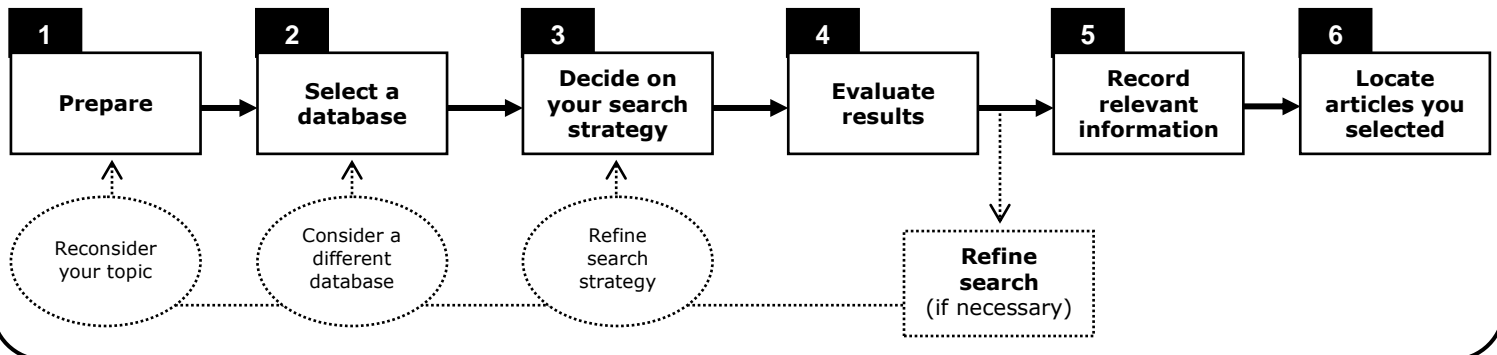 1
Prepare
2
Select a
database
3
Decide on
your search
strategy
4
Evaluate
results
5
Record
relevant
information
6
Locate
articles you
selected
Reconsider
your topic
Consider a
different
database
Refine
search
strategy
Refine
search
(if necessary)